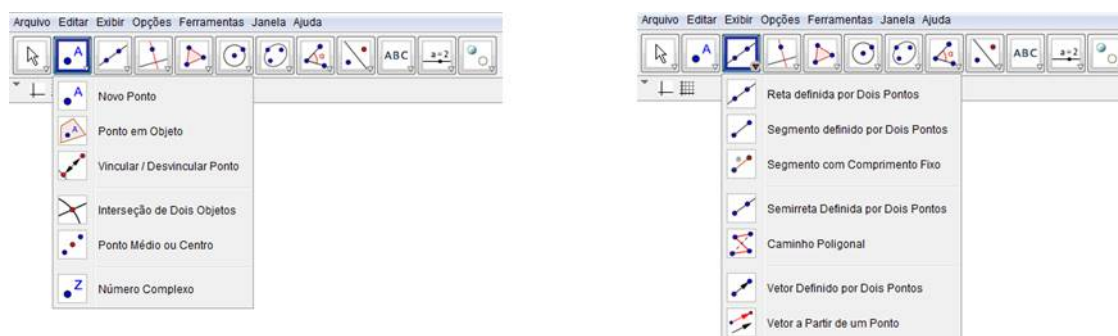 Arquivo Editar Exibir Opções Ferramentas Janela Ajuda
A
ABC
a=2
A Novo Ponto
A Ponto em Objeto
Vincular / Desvincular Ponto
Interseção de Dois Objetos
Ponto Médio ou Centro
Z Número Complexo
Arquivo Editar Exibir Opções Ferramentas Janela Ajuda
A
ABC
a=2
Reta definida por Dois Pontos
Segmento definido por Dois Pontos
Segmento com Comprimento Fixo
Semirreta Definida por Dois Pontos
Caminho Poligonal
Vetor Definido por Dois Pontos
Vetor a Partir de um Ponto